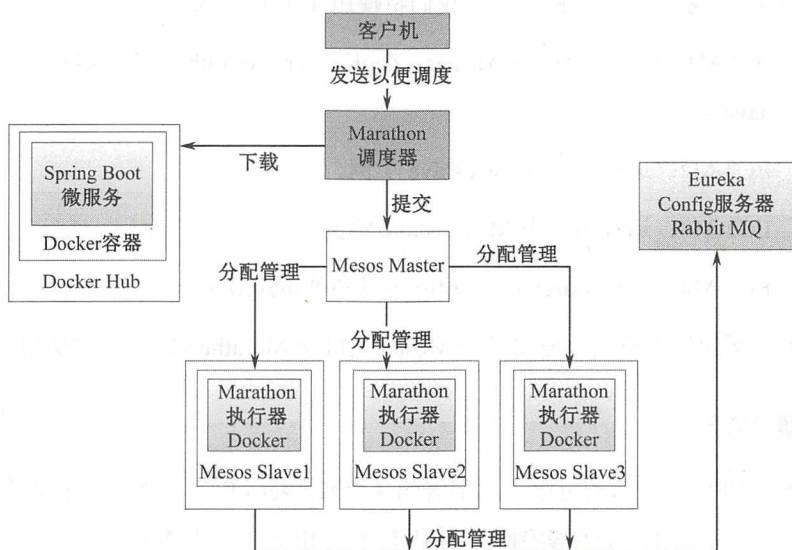 客户机
发送以便调度
Marathon
调度器
下载
Spring Boot
微服务
Docker容器
Docker Hub
提交
Eureka
Config服务器
Rabbit MQ
Mesos Master
分配管理
分配管理
分配管理
Marathon
执行器
Docker
Mesos Slave1
Marathon
执行器
Docker
Mesos Slave2
Marathon
执行器
Docker
Mesos Slave3
分配管理